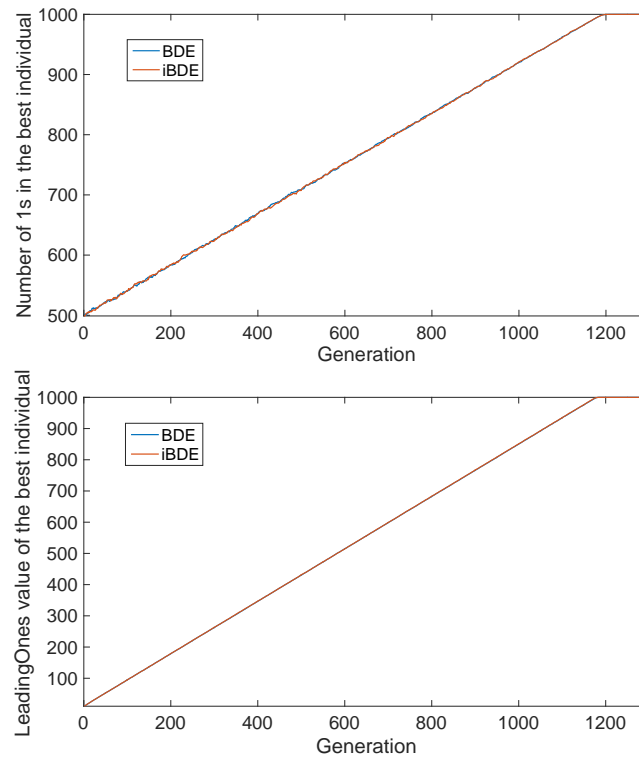 1000
900
800
700
600
500
Number of 1s in the best individual
BDE
iBDE
0 200 400 600 800 1000 1200
Generation
1000
900
800
700
600
500
400
300
200
100
LeadingOnes value of the best individual
BDE
iBDE
0 200 400 600 800 1000 1200
Generation